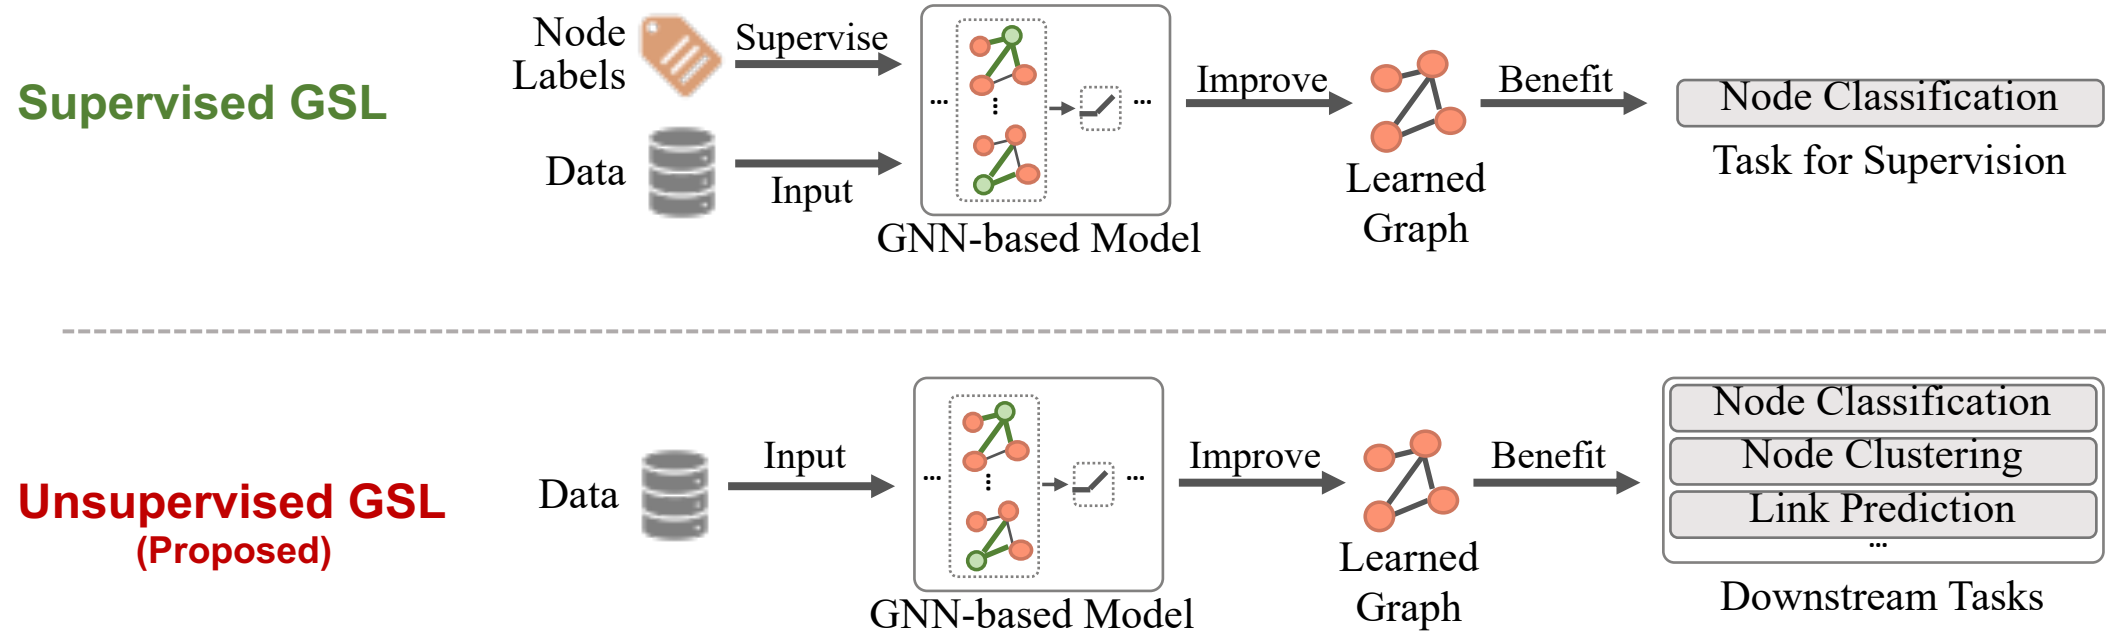 Supervised GSL
Node
Labels
Supervise
Data
Input
...
...
...
GNN-based Model
Improve
Learned
Graph
Benefit
Node Classification
Task for Supervision
Unsupervised GSL
(Proposed)
Data
Input
...
...
...
GNN-based Model
Improve
Learned
Graph
Benefit
Node Classification
Node Clustering
Link Prediction
...
Downstream Tasks